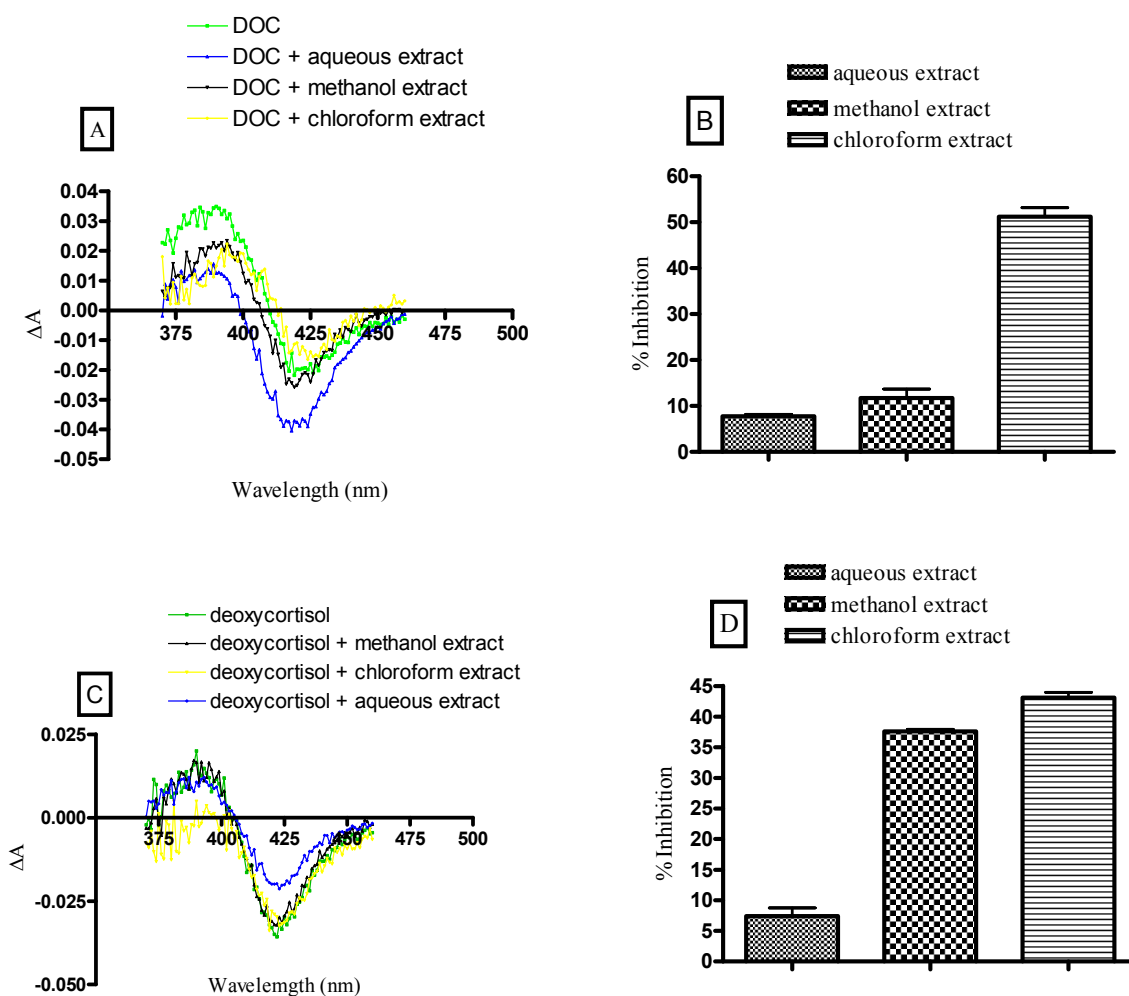 DOC
DOC + aqueous extract
DOC + methanol extract
DOC + chloroform extract
A
0.04
0.03
0.02
0.01
0.00
-0.01
-0.02
-0.03
-0.04
-0.05
375
400
425
450
475
500
ΔA
Wavelength (nm)
aqueous extract
methanol extract
chloroform extract
B
60
50
40
30
20
10
0
% Inhibition
deoxycortisol
deoxycortisol + methanol extract
deoxycortisol + chloroform extract
deoxycortisol + aqueous extract
C
0.025
0.000
-0.025
-0.050
375
400
425
450
475
500
ΔA
Wavelemgth (nm)
aqueous extract
methanol extract
chloroform extract
D
45
40
35
30
25
20
15
10
5
0
% Inhibition